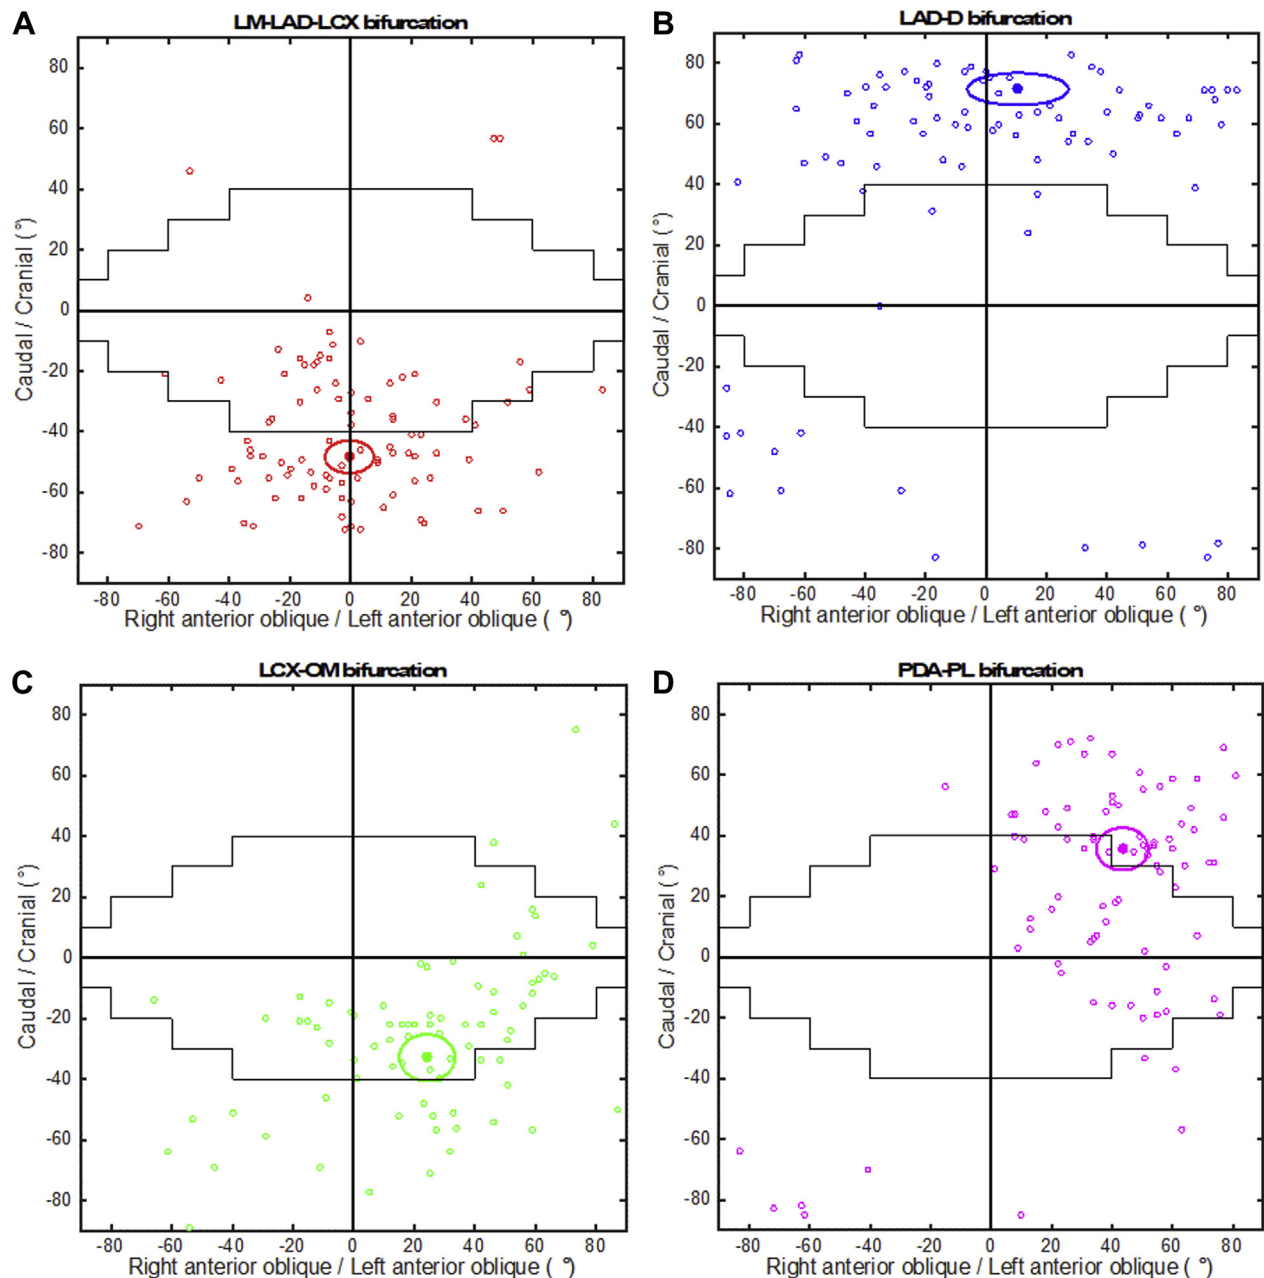 A
LM-LAD-LCX bifurcation
80
60
40
20
0
-20
-40
-60
-80
Caudal / Cranial (°)
-80 -60 -40 -20 0 20 40 60 80
Right anterior oblique / Left anterior oblique ( °)
B
LAD-D bifurcation
80
60
40
20
0
-20
-40
-60
-80
Caudal / Cranial (°)
-80 -60 -40 -20 0 20 40 60 80
Right anterior oblique / Left anterior oblique ( °)
C
LCX-OM bifurcation
80
60
40
20
0
-20
-40
-60
-80
Caudal / Cranial (°)
-80 -60 -40 -20 0 20 40 60 80
Right anterior oblique / Left anterior oblique ( °)
D
PDA-PL bifurcation
80
60
40
20
0
-20
-40
-60
-80
Caudal / Cranial (°)
-80 -60 -40 -20 0 20 40 60 80
Right anterior oblique / Left anterior oblique ( °)